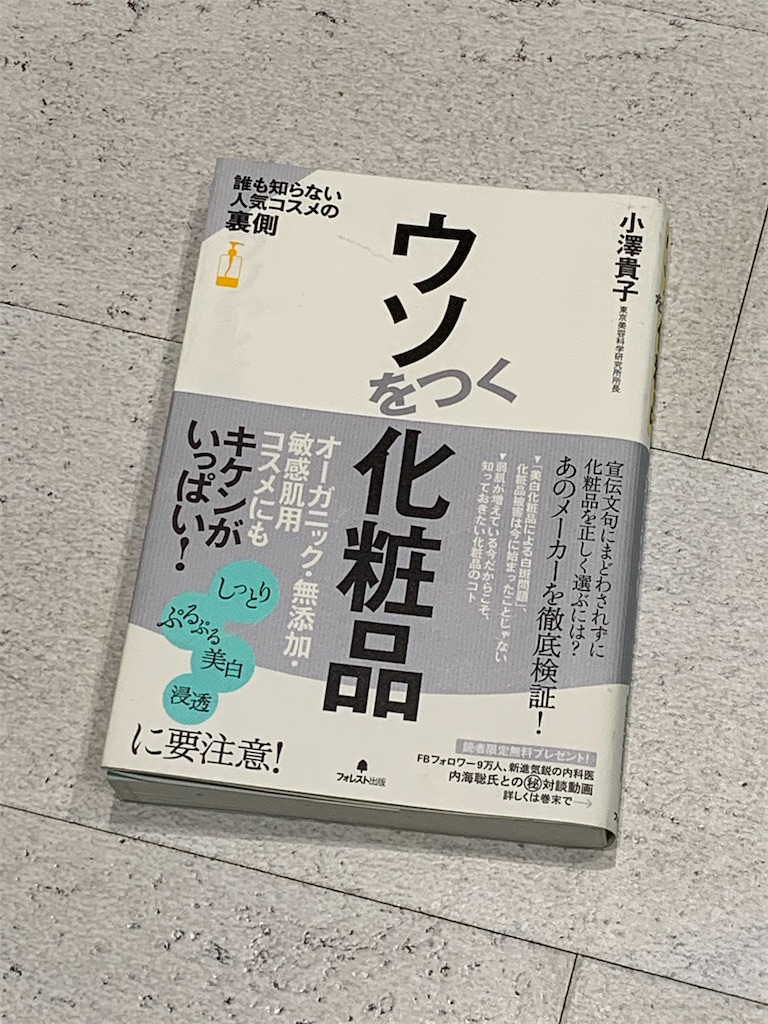 誰も知らない
人気コスメの
裏側
ウソ
をつく
化粧品
小澤貴子
東京美容科学研究所所長
宣伝文句にまどわされずに
化粧品を正しく選ぶには?
あのメーカーを徹底検証!
▼「美白化粧品による白斑問題」、
化粧品被害は今に始まったことじゃない
▼弱肌が増えている今だからこそ、
知っておきたい化粧品のコト
オーガニック・無添加・
敏感肌用
コスメにも
キケンが
いっぱい!
しっとり
ぷるぷる
美白
浸透
に要注意!
フォレスト出版
読者限定無料プレゼント!
FBフォロワー9万人、新進気鋭の内科医
内海聡氏との㊙対談動画
詳しくは巻末で→